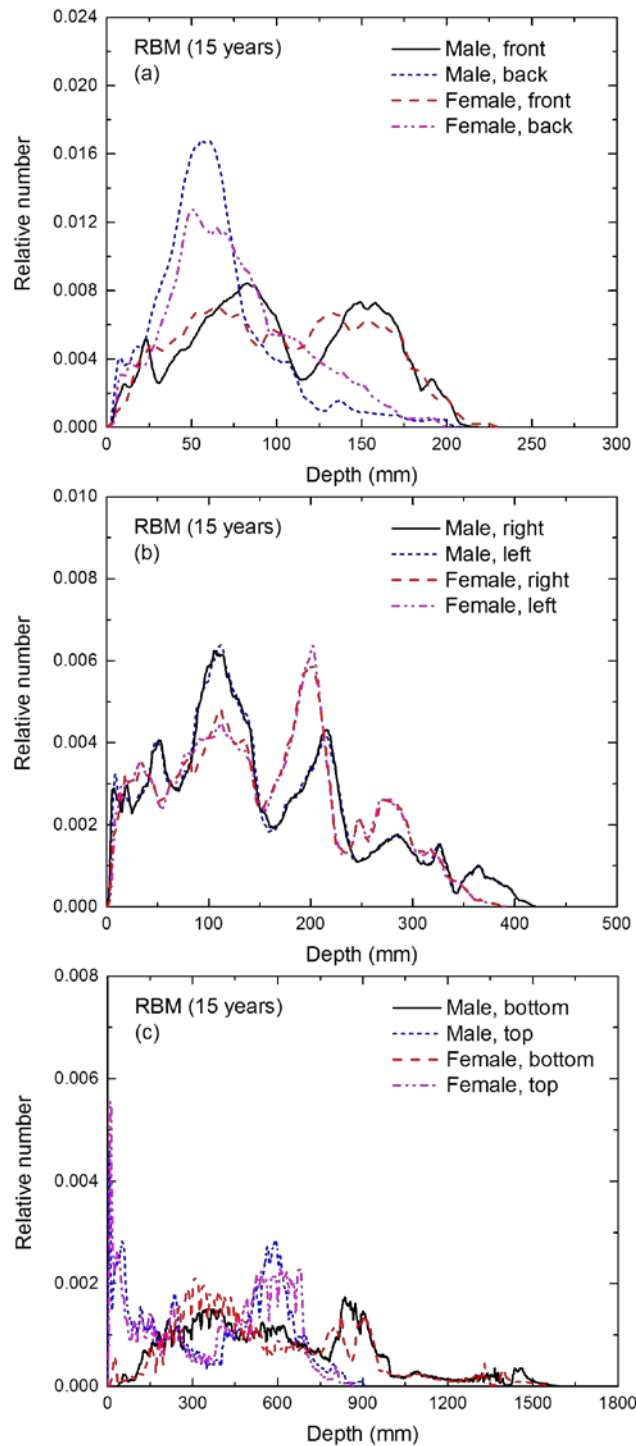 RBM (15 years)
(a)
Male, front
Male, back
Female, front
Female, back
0.028
0.024
0.020
0.016
0.012
0.008
0.004
0.000
Relative number
0 50 100 150 200 250 300
Depth (mm)
RBM (15 years)
(b)
Male, right
Male, left
Female, right
Female, left
0.010
0.008
0.006
0.004
0.002
0.000
Relative number
0 100 200 300 400 500
Depth (mm)
RBM (15 years)
(c)
Male, bottom
Male, top
Female, bottom
Female, top
0.008
0.006
0.004
0.002
0.000
Relative number
0 300 600 900 1200 1500 1800
Depth (mm)